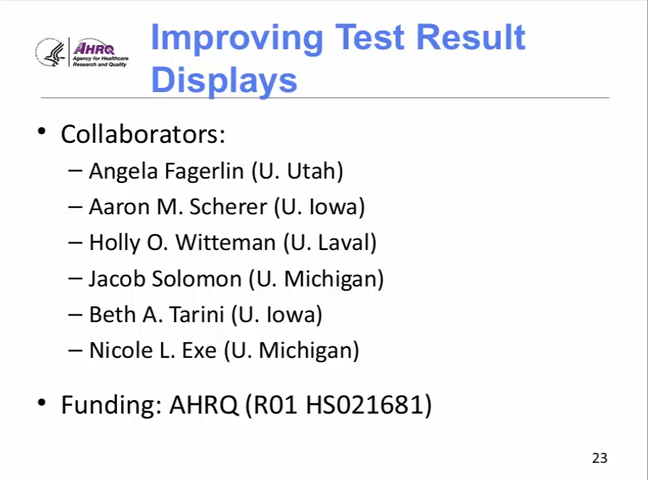 AHRQ
Agency for Healthcare
Research and Quality
Improving Test Result
Displays
• Collaborators:
– Angela Fagerlin (U. Utah)
– Aaron M. Scherer (U. Iowa)
– Holly O. Witteman (U. Laval)
– Jacob Solomon (U. Michigan)
– Beth A. Tarini (U. Iowa)
– Nicole L. Exe (U. Michigan)
• Funding: AHRQ (R01 HS021681)
23